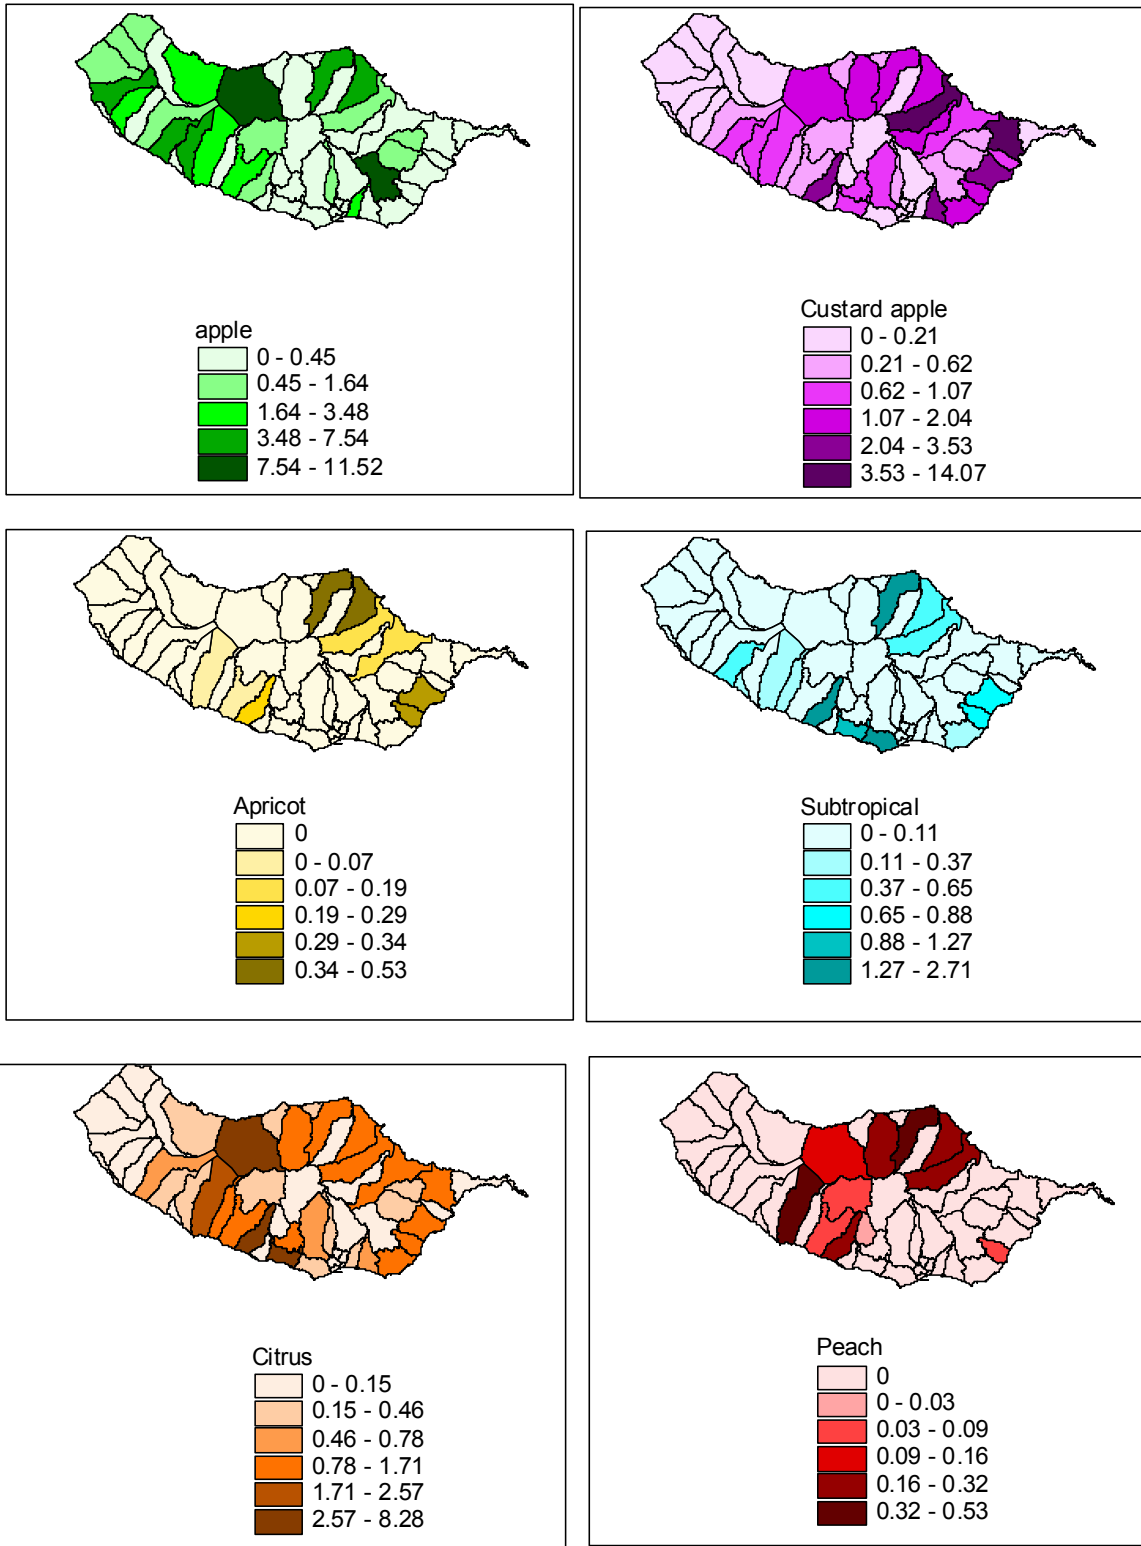 apple
0 - 0.45
0.45 - 1.64
1.64 - 3.48
3.48 - 7.54
7.54 - 11.52
Custard apple
0 - 0.21
0.21 - 0.62
0.62 - 1.07
1.07 - 2.04
2.04 - 3.53
3.53 - 14.07
Apricot
0
0 - 0.07
0.07 - 0.19
0.19 - 0.29
0.29 - 0.34
0.34 - 0.53
Subtropical
0 - 0.11
0.11 - 0.37
0.37 - 0.65
0.65 - 0.88
0.88 - 1.27
1.27 - 2.71
Citrus
0 - 0.15
0.15 - 0.46
0.46 - 0.78
0.78 - 1.71
1.71 - 2.57
2.57 - 8.28
Peach
0
0 - 0.03
0.03 - 0.09
0.09 - 0.16
0.16 - 0.32
0.32 - 0.53